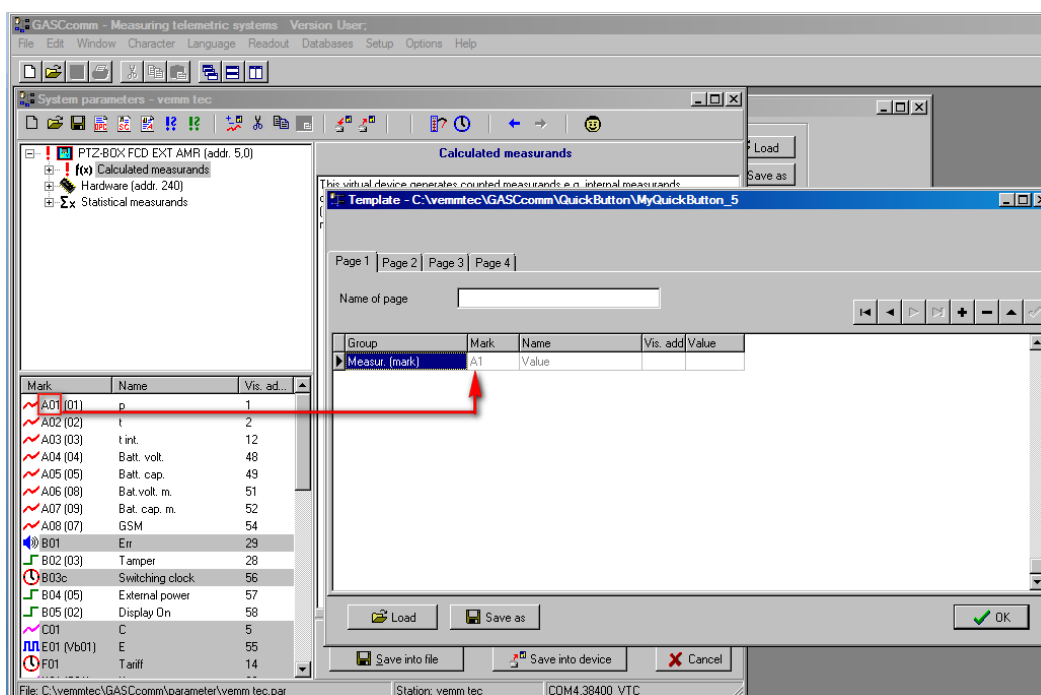 GASCcomm - Measuring telemetric systems Version User;
File Edit Window Character Language Readout Databases Setup Options Help
System parameters - vemm tec
PTZ-BOX FCD EXT AMR (addr. 5,0)
f(x) Calculated measurands
Hardware (addr. 240)
Σx Statistical measurands
Calculated measurands
This virtual device generates counted measurands e.g. internal measurands
Load
Save as
Template - C:\vemmtec\GASCcomm\QuickButton\MyQuickButton_5
Page 1 Page 2 Page 3 Page 4
Name of page
Group Mark Name Vis. add Value
Measur. (mark) A1 Value
Mark Name Vis. ad...
A01 (01) p 1
A02 (02) t 2
A03 (03) t int. 12
A04 (04) Batt. volt. 48
A05 (05) Batt. cap. 49
A06 (08) Bat.volt. m. 51
A07 (09) Bat. cap. m. 52
A08 (07) GSM 54
B01 Err 29
B02 (03) Tamper 28
B03c Switching clock 56
B04 (05) External power 57
B05 (02) Display On 58
C01 C 5
E01 (Vb01) E 55
F01 Tariff 14
Load Save as OK
Save into file Save into device Cancel
File: C:\vemmtec\GASCcomm\parameter\vemm tec.par Station: vemm tec COM4,38400 VTC